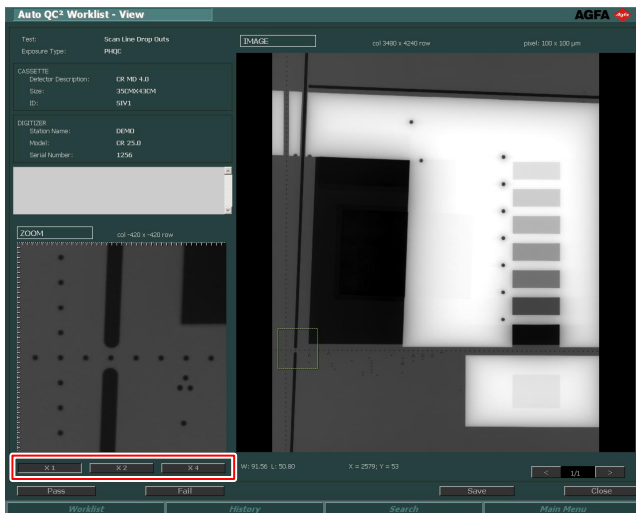 Auto QC² Worklist - View
AGFA Agfa
Test: Scan Line Drop Outs
Exposure Type: PHQC
CASSETTE
Detector Description: CR MD 4.0
Size: 35CMX43CM
ID: SIV1
DIGITIZER
Station Name: DEMO
Model: CR 25.0
Serial Number: 1256
ZOOM
col -420 x -420 row
X 1
X 2
X 4
IMAGE
col 3480 x 4240 row
pixel: 100 x 100 µm
W: 91.56 L: 50.80
X = 2579; Y = 53
<
1/1
>
Pass
Fail
Save
Close
Worklist
History
Search
Main Menu